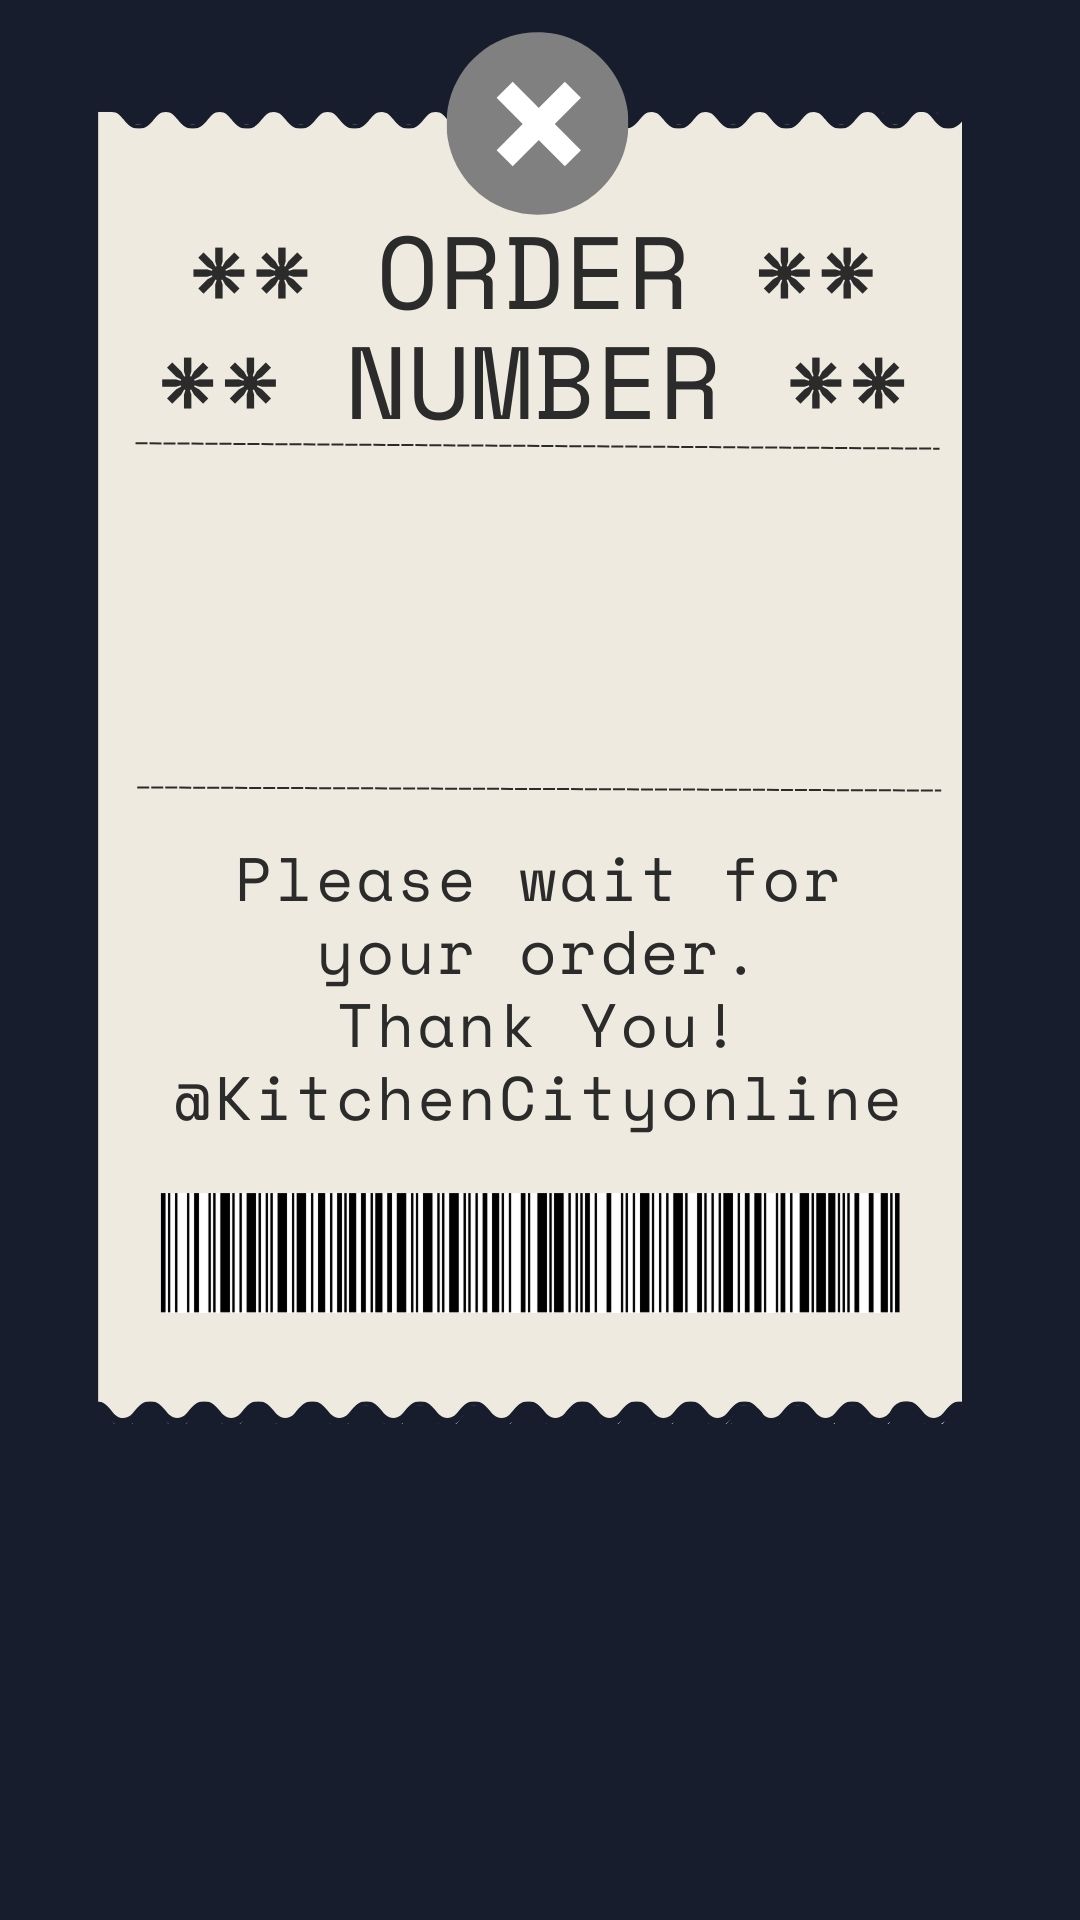 ** ORDER **
** NUMBER **
Please wait for
your order.
Thank You!
@KitchenCityonline